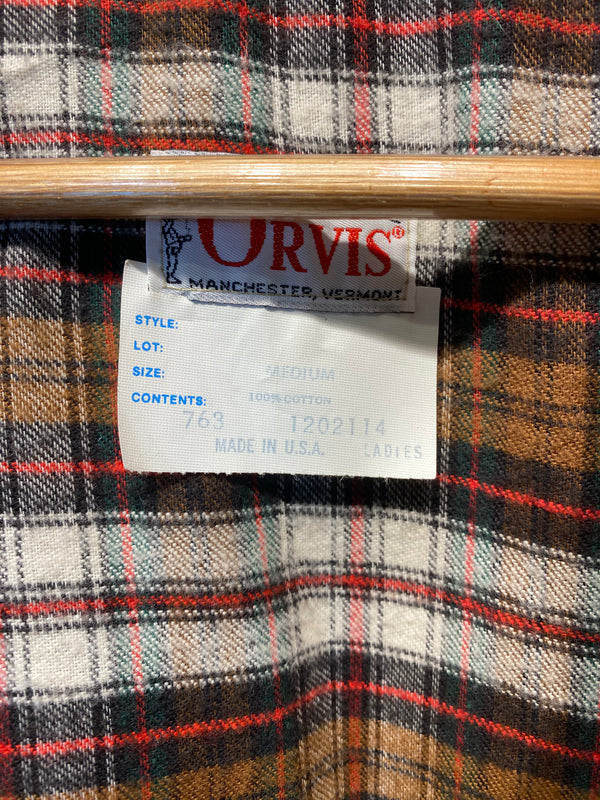 ORVIS®
MANCHESTER, VERMONT
STYLE:
LOT:
SIZE: MEDIUM
CONTENTS: 100% COTTON
763 1202114
MADE IN U.S.A. LADIES